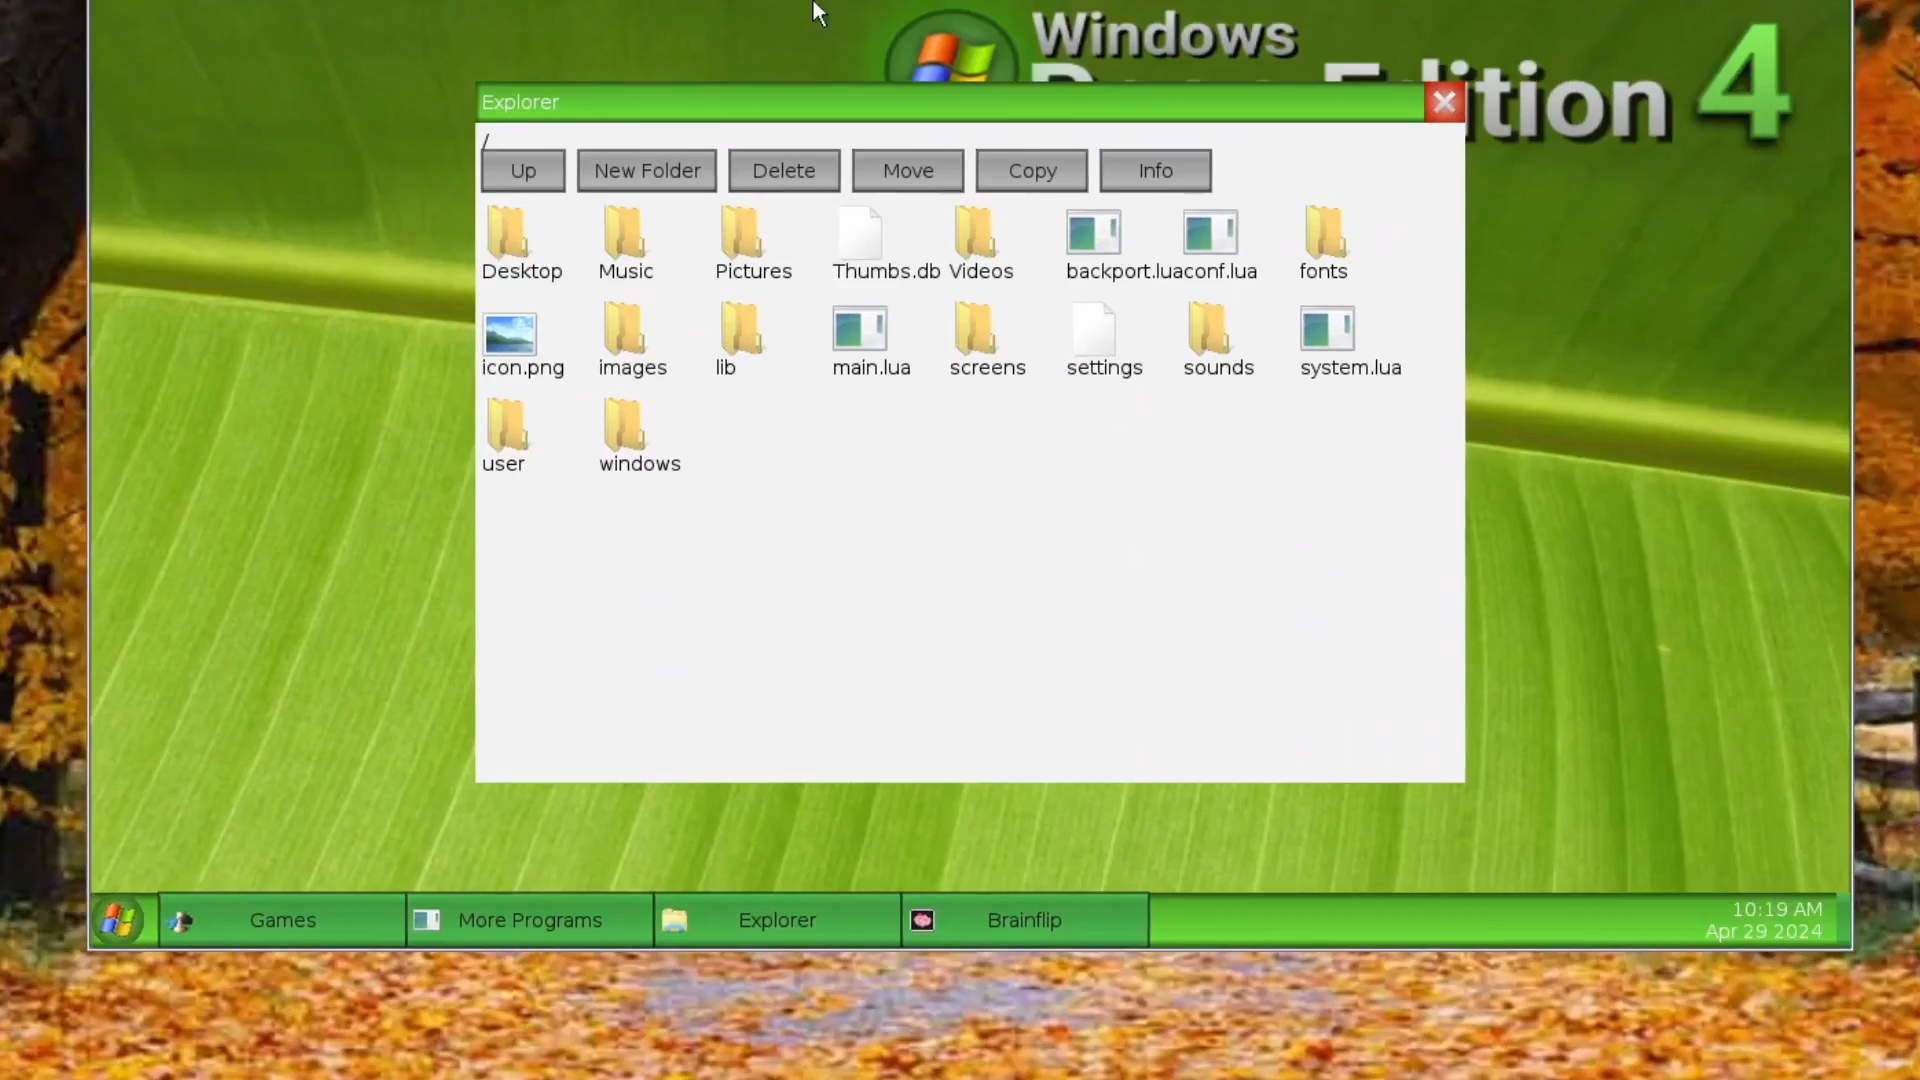 Windows
Edition 4
Explorer
/
Up New Folder Delete Move Copy Info
Desktop Music Pictures Thumbs.db Videos backport.lua conf.lua fonts
icon.png images lib main.lua screens settings sounds system.lua
user windows
Games More Programs Explorer Brainflip
10:19 AM
Apr 29 2024